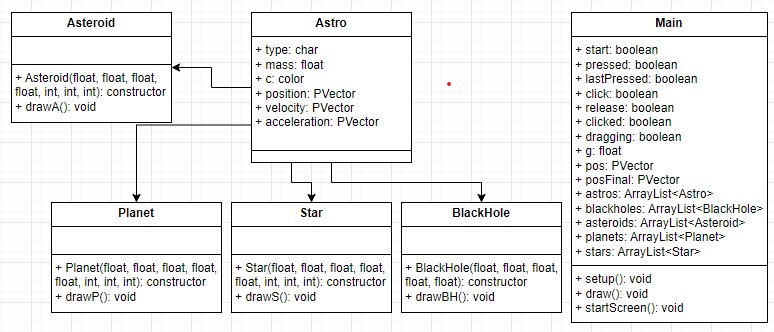 Asteroid
+ Asteroid(float, float, float,
float, int, int, int): constructor
+ drawA(): void
Astro
+ type: char
+ mass: float
+ c: color
+ position: PVector
+ velocity: PVector
+ acceleration: PVector
Main
+ start: boolean
+ pressed: boolean
+ lastPressed: boolean
+ click: boolean
+ release: boolean
+ clicked: boolean
+ dragging: boolean
+ g: float
+ pos: PVector
+ posFinal: PVector
+ astros: ArrayList<Astro>
+ blackholes: ArrayList<BlackHole>
+ asteroids: ArrayList<Asteroid>
+ planets: ArrayList<Planet>
+ stars: ArrayList<Star>
+ setup(): void
+ draw(): void
+ startScreen(): void
Planet
+ Planet(float, float, float, float,
float, int, int, int): constructor
+ drawP(): void
Star
+ Star(float, float, float, float,
float, int, int, int): constructor
+ drawS(): void
BlackHole
+ BlackHole(float, float, float,
float, float): constructor
+ drawBH(): void